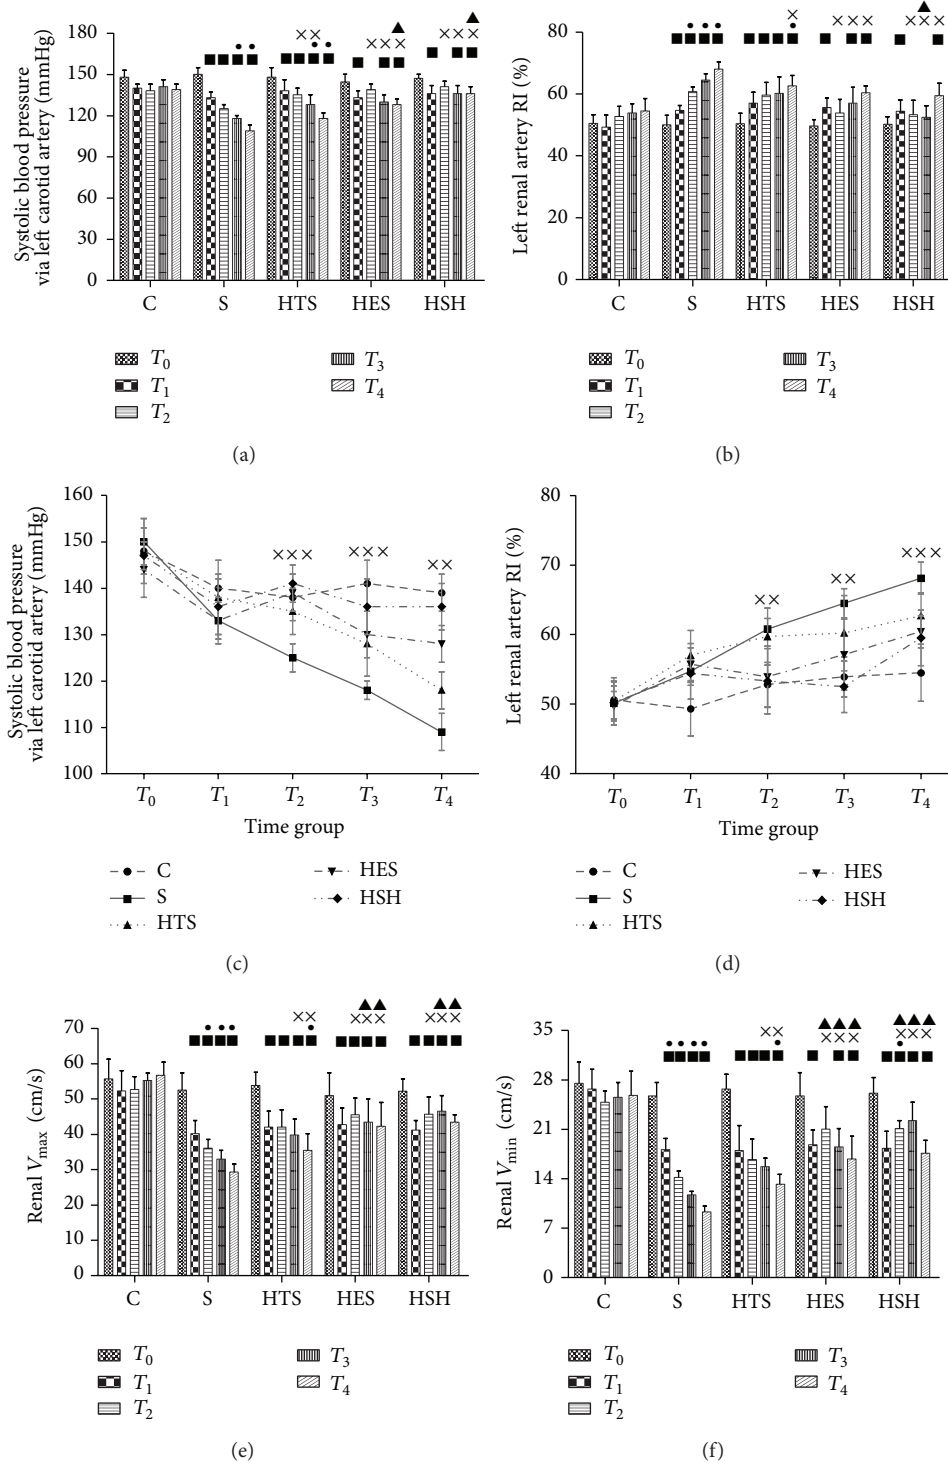 Systolic blood pressure
via left carotid artery (mmHg)
180
150
120
90
60
30
0
C S HTS HES HSH
T0 T3
T1 T4
T2
(a)
Left renal artery RI (%)
80
60
40
20
0
C S HTS HES HSH
T0 T3
T1 T4
T2
(b)
Systolic blood pressure
via left carotid artery (mmHg)
160
150
140
130
120
110
100
T0 T1 T2 T3 T4
Time group
C HES
S HSH
HTS
(c)
Left renal artery RI (%)
80
70
60
50
40
T0 T1 T2 T3 T4
Time group
C HES
S HSH
HTS
(d)
Renal Vmax (cm/s)
70
60
50
40
30
20
10
0
C S HTS HES HSH
T0 T3
T1 T4
T2
(e)
Renal Vmin (cm/s)
35
28
21
14
7
0
C S HTS HES HSH
T0 T3
T1 T4
T2
(f)